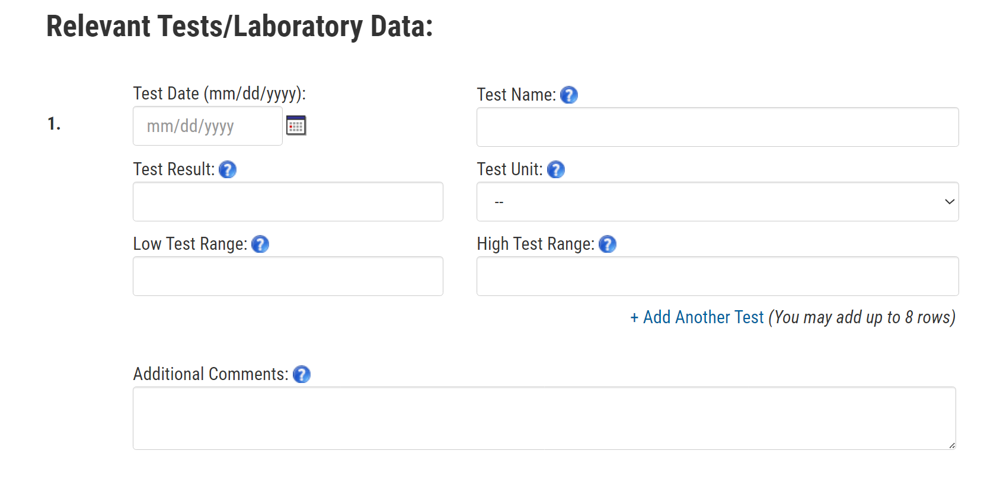 Relevant Tests/Laboratory Data:
1.
Test Date (mm/dd/yyyy):
mm/dd/yyyy
Test Name: ?
Test Result: ?
Test Unit: ?
--
Low Test Range: ?
High Test Range: ?
+ Add Another Test (You may add up to 8 rows)
Additional Comments: ?